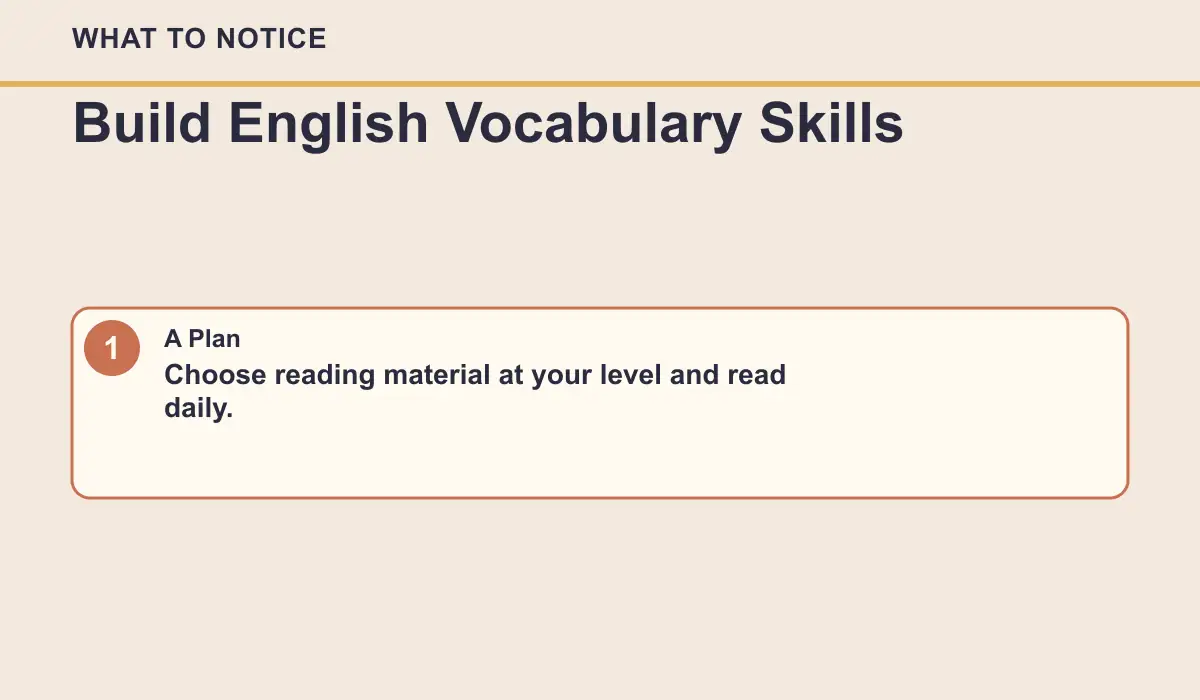 WHAT TO NOTICE
Build English Vocabulary Skills
1
A Plan
Choose reading material at your level and read
daily.